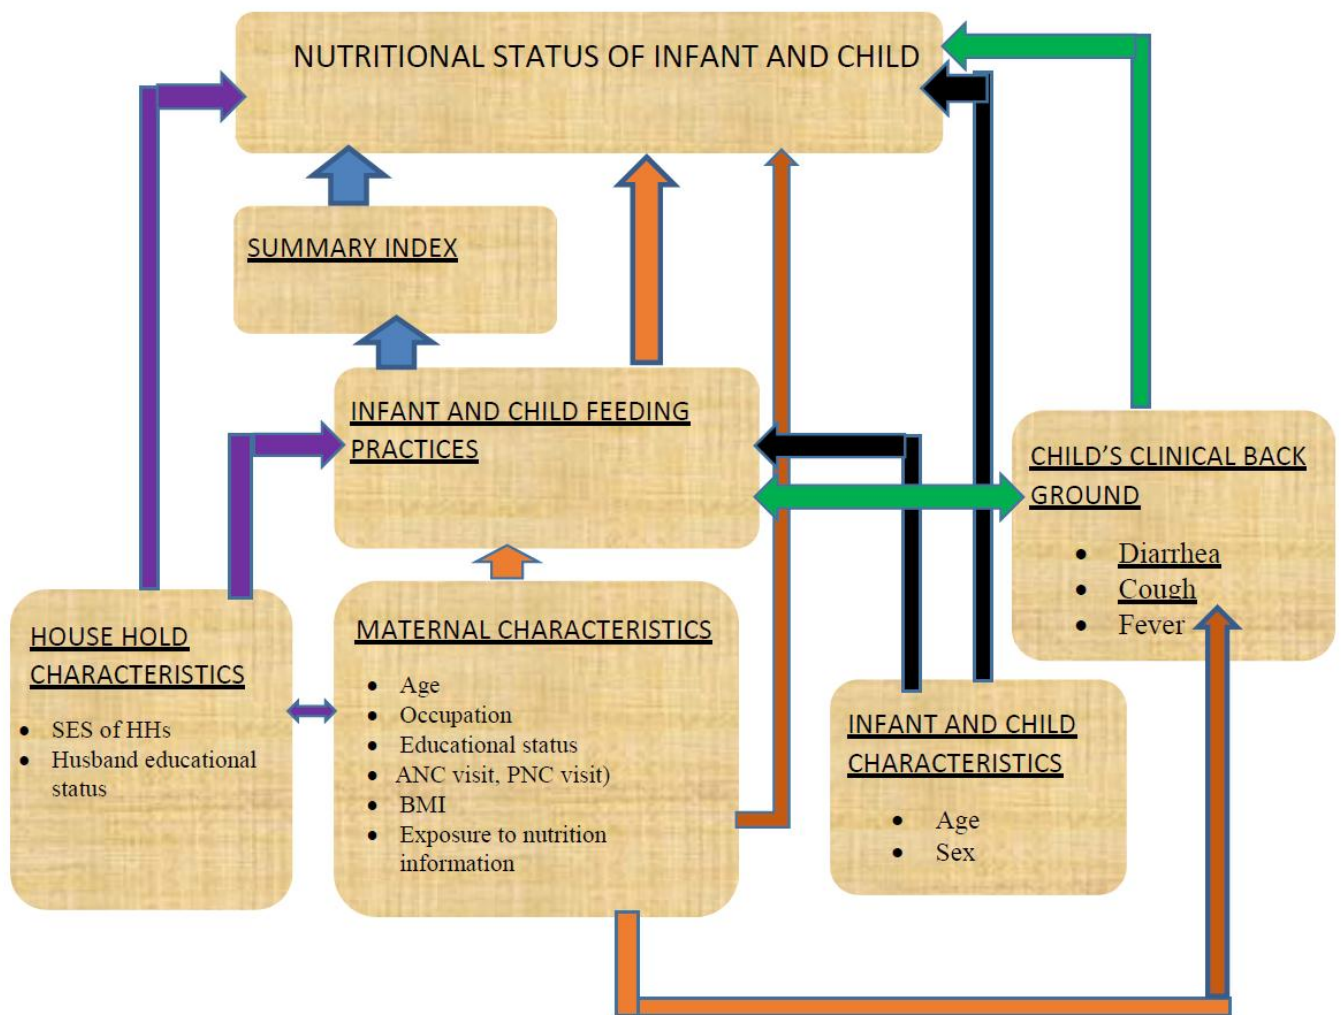 NUTRITIONAL STATUS OF INFANT AND CHILD
SUMMARY INDEX
INFANT AND CHILD FEEDING
PRACTICES
CHILD’S CLINICAL BACK
GROUND
• Diarrhea
• Cough
• Fever
HOUSE HOLD
CHARACTERISTICS
• SES of HHs
• Husband educational
status
MATERNAL CHARACTERISTICS
• Age
• Occupation
• Educational status
• ANC visit, PNC visit)
• BMI
• Exposure to nutrition
information
INFANT AND CHILD
CHARACTERISTICS
• Age
• Sex